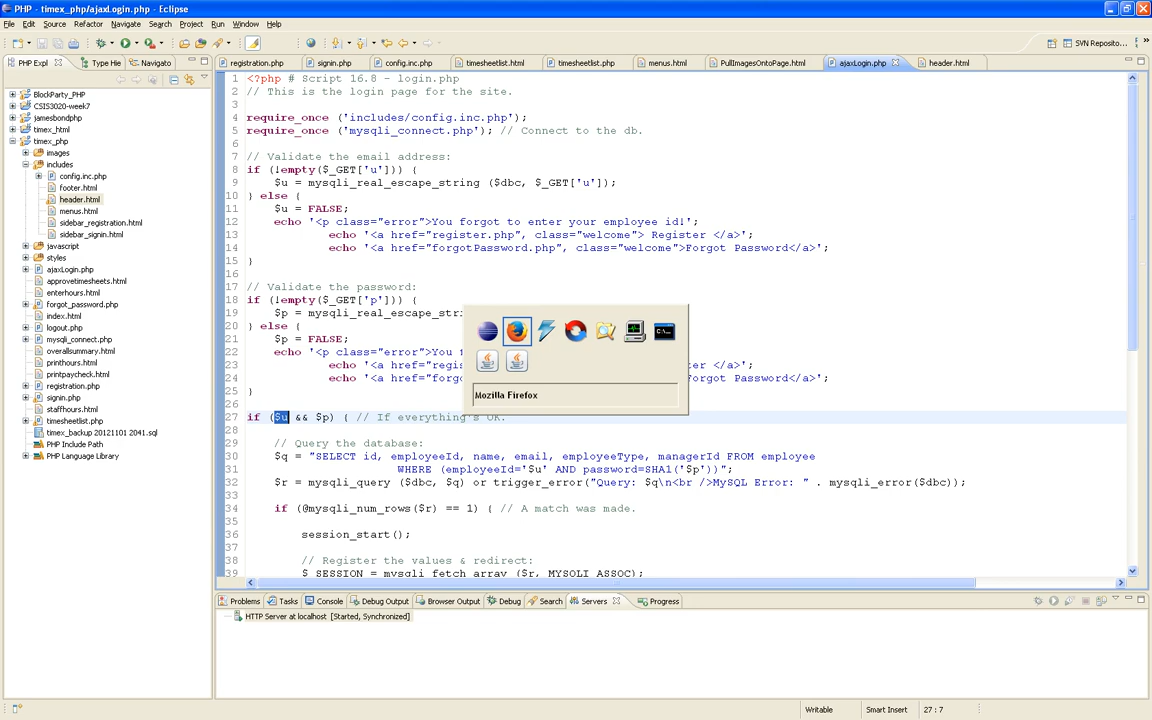 PHP - timex_php/ajaxLogin.php - Eclipse
File Edit Source Refactor Navigate Search Project Run Window Help
SVN Reposito... »
PHP Expl Type Hie Navigato
registration.php signin.php config.inc.php timesheetlist.html timesheetlist.php menus.html PullImagesOntoPage.html ajaxLogin.php header.html
BlockParty_PHP
CSIS3020-week7
jamesbondphp
timex_html
timex_php
images
includes
config.inc.php
footer.html
header.html
menus.html
sidebar_registration.html
sidebar_signin.html
javascript
styles
ajaxLogin.php
approvetimesheets.html
enterhours.html
forgot_password.php
index.html
logout.php
mysqli_connect.php
overallsummary.html
printhours.html
printpaycheck.html
registration.php
signin.php
staffhours.html
timesheetlist.php
timex_backup 20121101 2041.sql
PHP Include Path
PHP Language Library
1 <?php # Script 16.8 - login.php
2 // This is the login page for the site.
3
4 require_once ('includes/config.inc.php');
5 require_once ('mysqli_connect.php'); // Connect to the db.
6
7 // Validate the email address:
8 if (!empty($_GET['u'])) {
9 $u = mysqli_real_escape_string ($dbc, $_GET['u']);
10 } else {
11 $u = FALSE;
12 echo '<p class="error">You forgot to enter your employee id!';
13 echo '<a href="register.php", class="welcome"> Register </a>';
14 echo '<a href="forgotPassword.php", class="welcome">Forgot Password</a>';
15 }
16
17 // Validate the password:
18 if (!empty($_GET['p'])) {
19 $p = mysqli_real_escape_stri
20 } else {
21 $p = FALSE;
22 echo '<p class="error">You f
23 echo '<a href="regis ter </a>';
24 echo '<a href="forgo Forgot Password</a>';
25 }
26
27 if ($u && $p) { // If everything's OK.
28
29 // Query the database:
30 $q = "SELECT id, employeeId, name, email, employeeType, managerId FROM employee
31 WHERE (employeeId='$u' AND password=SHA1('$p'))";
32 $r = mysqli_query ($dbc, $q) or trigger_error("Query: $q\n<br />MySQL Error: " . mysqli_error($dbc));
33
34 if (@mysqli_num_rows($r) == 1) { // A match was made.
35
36 session_start();
37
38 // Register the values & redirect:
39 $_SESSION = mysqli_fetch_array ($r, MYSQLI_ASSOC);
Mozilla Firefox
Problems Tasks Console Debug Output Browser Output Debug Search Servers Progress
HTTP Server at localhost [Started, Synchronized]
Writable Smart Insert 27 : 7